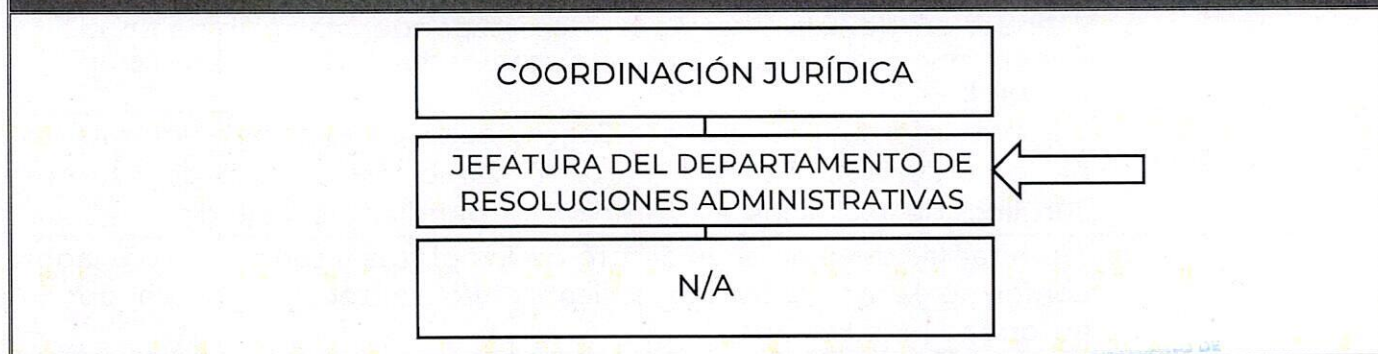 COORDINACIÓN JURÍDICA
JEFATURA DEL DEPARTAMENTO DE
RESOLUCIONES ADMINISTRATIVAS
N/A